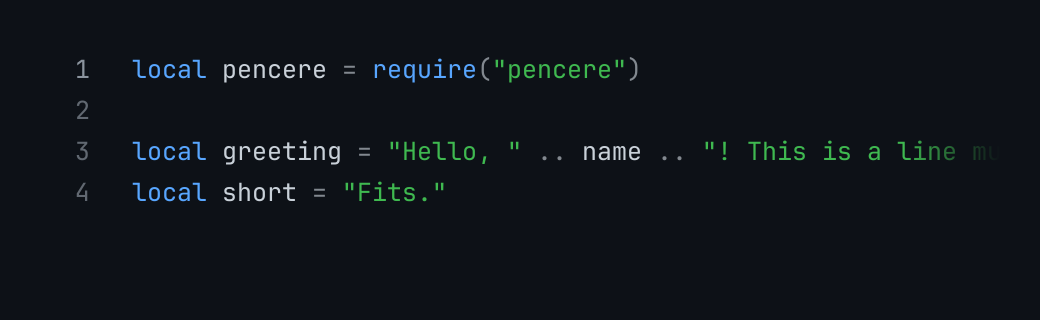 1 local pencere = require("pencere")
2
3 local greeting = "Hello, " .. name .. "! This is a line
4 local short = "Fits."